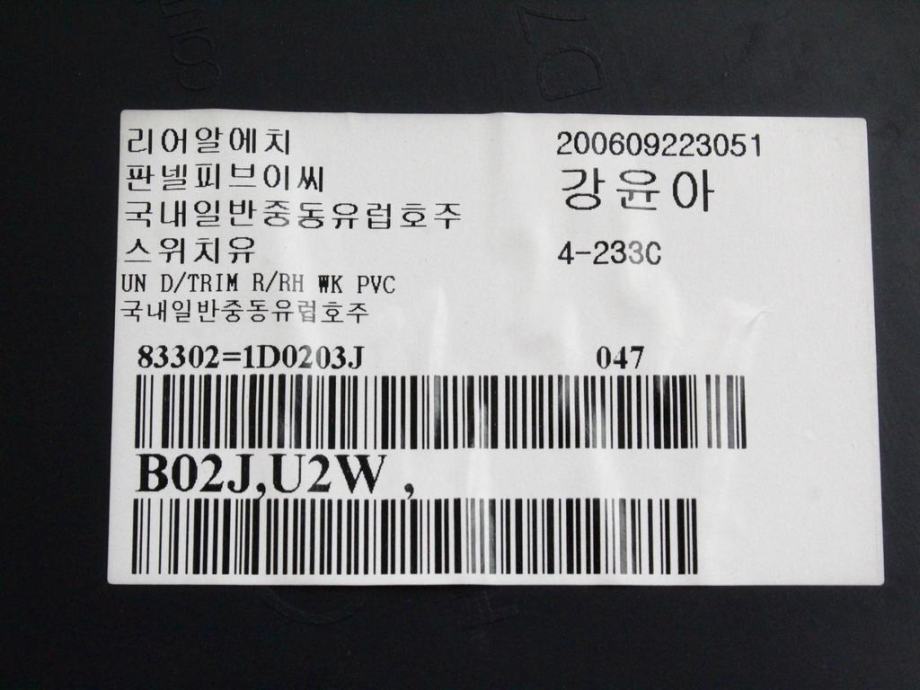 리어알에치 200609223051
판넬피브이씨 강윤아
국내일반중동유럽호주
스위치유 4-233C
UN D/TRIM R/RH WK PVC
국내일반중동유럽호주
83302=1D0203J 047
B02J,U2W ,